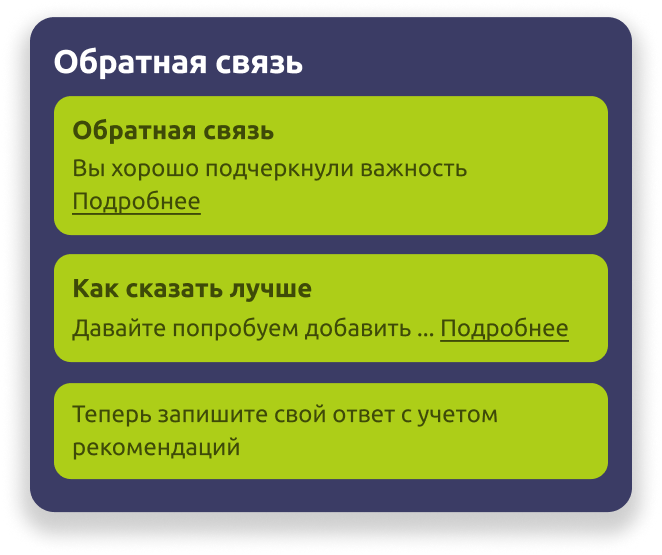 Обратная связь
Обратная связь
Вы хорошо подчеркнули важность
Подробнее
Как сказать лучше
Давайте попробуем добавить ... Подробнее
Теперь запишите свой ответ с учетом
рекомендаций